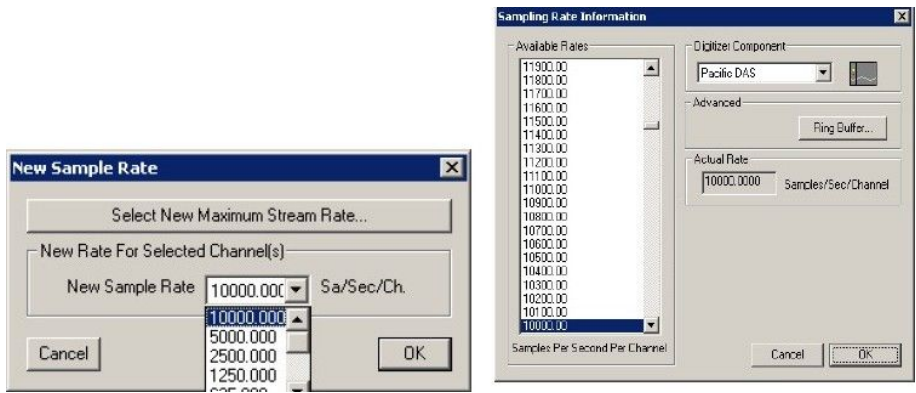 New Sample Rate
Select New Maximum Stream Rate...
New Rate For Selected Channel(s)
New Sample Rate 10000.000 Sa/Sec/Ch.
10000.000
5000.000
2500.000
1250.000
Cancel
OK
Sampling Rate Information
Available Rates
11900.00
11800.00
11700.00
11600.00
11500.00
11400.00
11300.00
11200.00
11100.00
11000.00
10900.00
10800.00
10700.00
10600.00
10500.00
10400.00
10300.00
10200.00
10100.00
10000.00
Samples Per Second Per Channel
Digitizer Component
Pacific DAS
Advanced
Ring Buffer...
Actual Rate
10000.0000 Samples/Sec/Channel
Cancel
OK